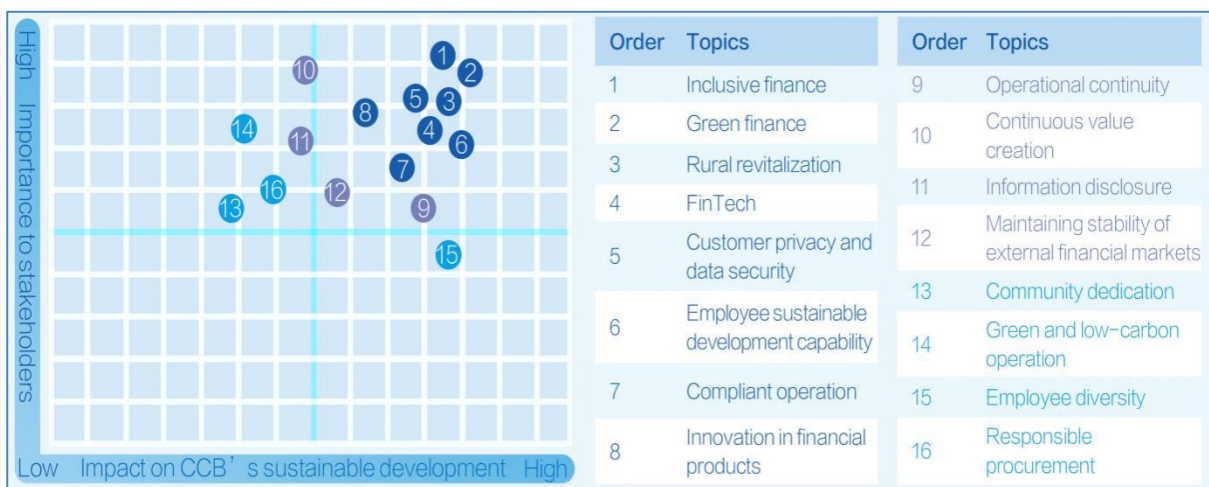 High Importance to stakeholders
Low Impact on CCB's sustainable development High
1
2
3
4
5
6
7
8
9
10
11
12
13
14
15
16
Order Topics
1 Inclusive finance
2 Green finance
3 Rural revitalization
4 FinTech
5 Customer privacy and
data security
6 Employee sustainable
development capability
7 Compliant operation
8 Innovation in financial
products
Order Topics
9 Operational continuity
10 Continuous value
creation
11 Information disclosure
12 Maintaining stability of
external financial markets
13 Community dedication
14 Green and low-carbon
operation
15 Employee diversity
16 Responsible
procurement